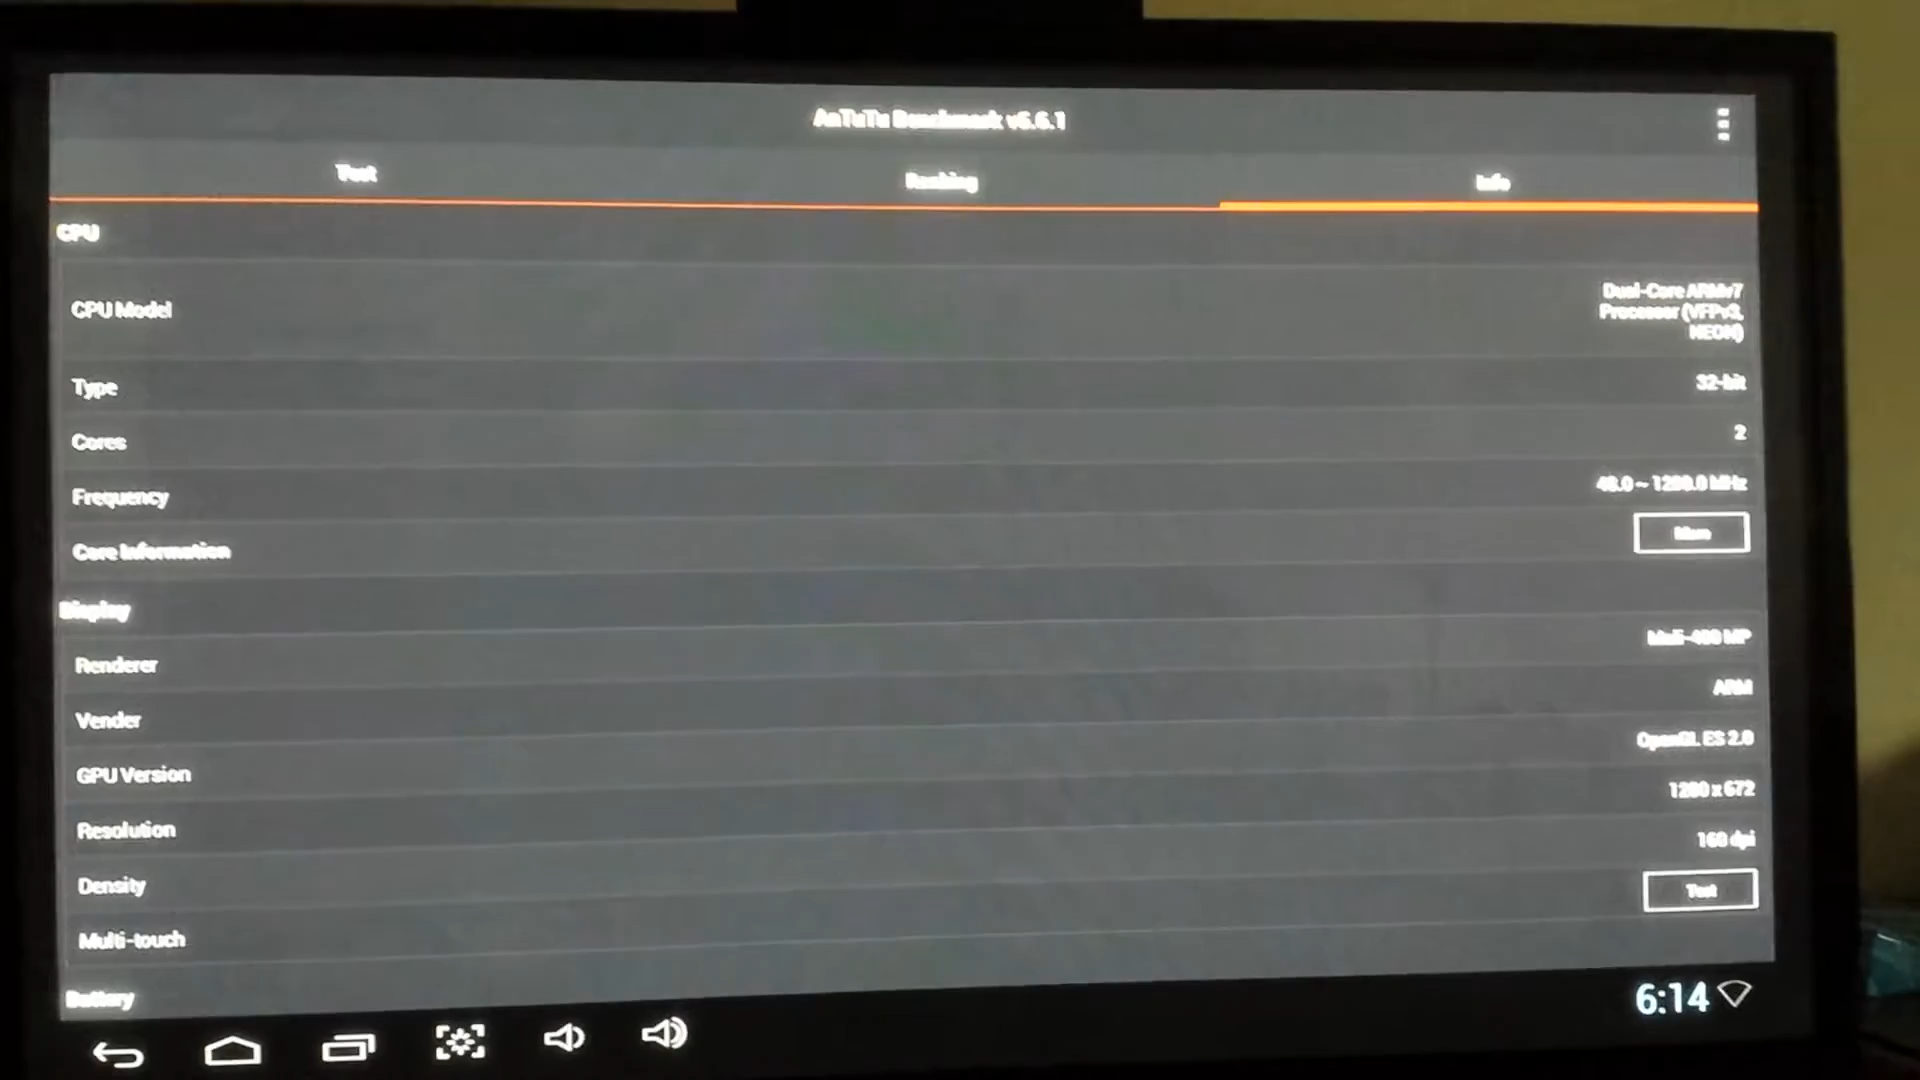 AnTuTu Benchmark v5.6.1
Test
Ranking
Info
CPU
CPU Model
Dual-Core ARMv7
Processor (VFPv3,
NEON)
Type
32-bit
Cores
2
Frequency
48.0 ~ 1200.0 MHz
Core Information
More
Display
Renderer
Mali-400 MP
Vender
ARM
GPU Version
OpenGL ES 2.0
Resolution
1280 x 672
Density
160 dpi
Multi-touch
Test
Battery
6:14